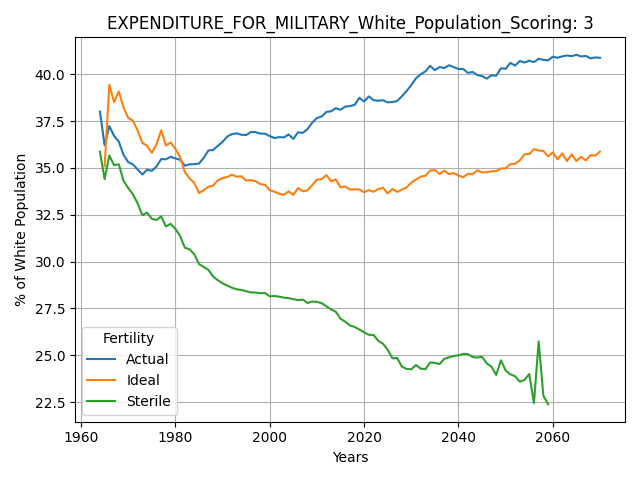 EXPENDITURE_FOR_MILITARY_White_Population_Scoring: 3
% of White Population
40.0
37.5
35.0
32.5
30.0
27.5
25.0
22.5
Fertility
Actual
Ideal
Sterile
1960 1980 2000 2020 2040 2060
Years